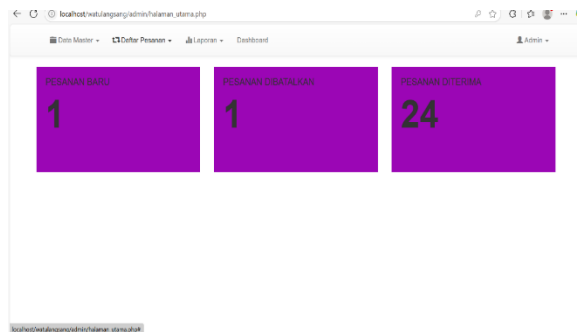 localhost/watulangsang/admin/halaman_utama.php
Data Master Daftar Pesanan Laporan Dashboard Admin
PESANAN BARU PESANAN DIBATALKAN PESANAN DITERIMA
1 1 24
localhost/watulangsang/admin/halaman_utama.php#